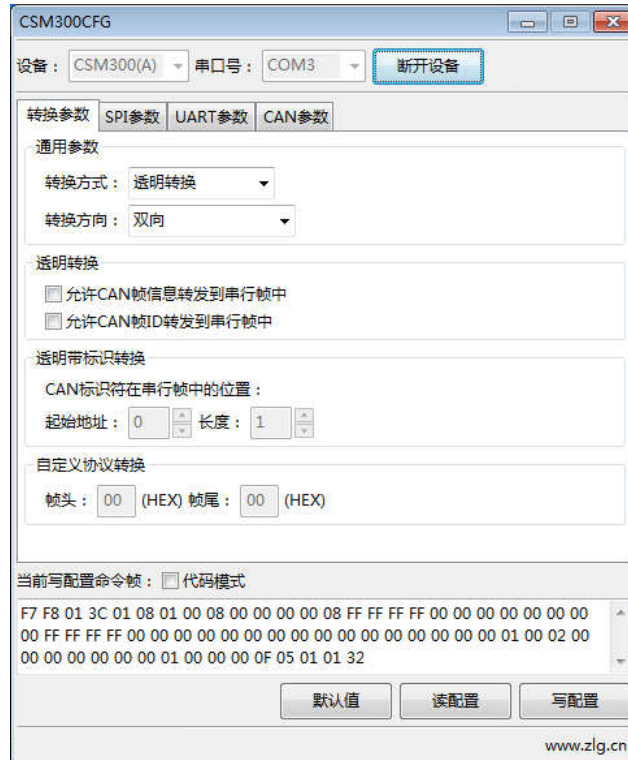 CSM300CFG
设备： CSM300(A) 串口号： COM3 断开设备
转换参数 SPI参数 UART参数 CAN参数
通用参数
转换方式： 透明转换
转换方向： 双向
透明转换
允许CAN帧信息转发到串行帧中
允许CAN帧ID转发到串行帧中
透明带标识转换
CAN标识符在串行帧中的位置：
起始地址： 0 长度： 1
自定义协议转换
帧头： 00 (HEX) 帧尾： 00 (HEX)
当前写配置命令帧： 代码模式
F7 F8 01 3C 01 08 01 00 08 00 00 00 00 08 FF FF FF FF 00 00 00 00 00 00 00 00
00 FF FF FF FF 00 00 00 00 00 00 00 00 00 00 00 00 00 00 00 00 01 00 02 00
00 00 00 00 00 00 01 00 00 00 0F 05 01 01 32
默认值 读配置 写配置
www.zlg.cn